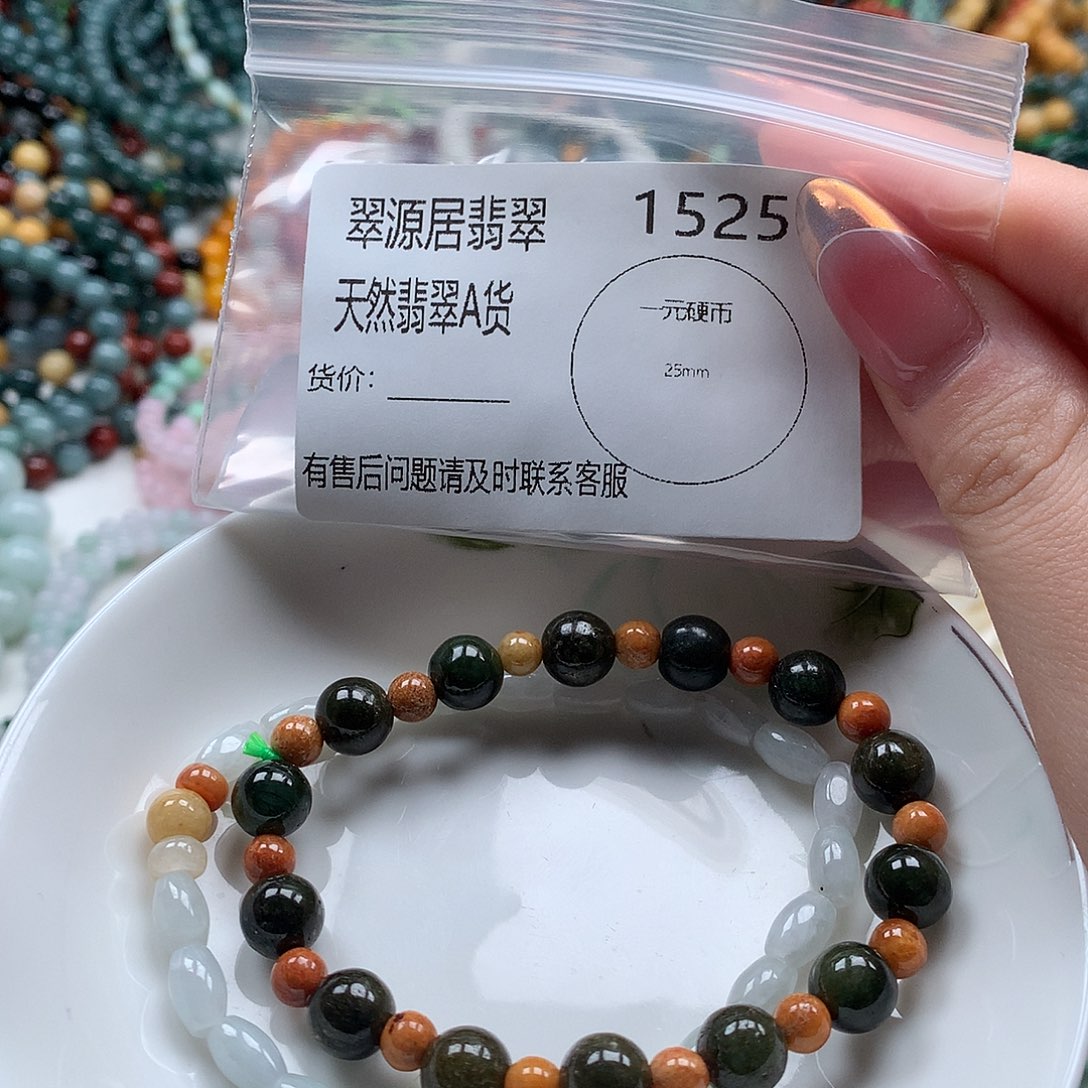 翠源居翡翠
1525
天然翡翠A货
一元硬币
25mm
货价：
有售后问题请及时联系客服